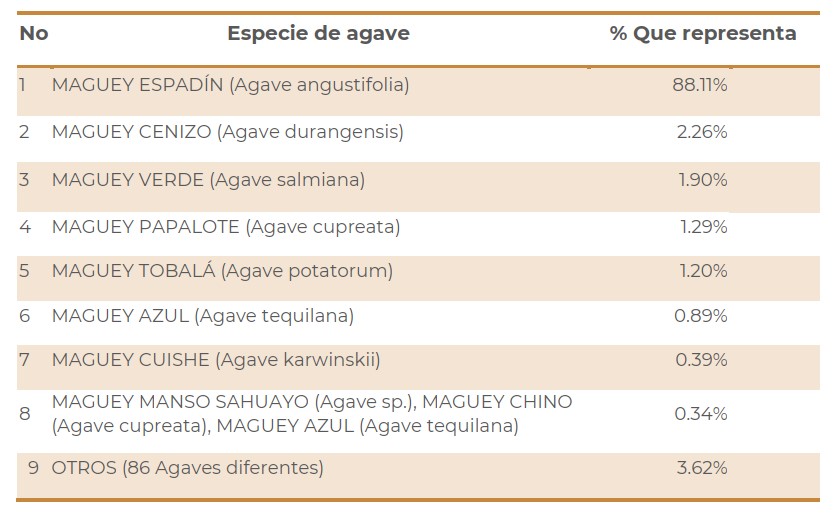 No Especie de agave % Que representa
1 MAGUEY ESPADÍN (Agave angustifolia) 88.11%
2 MAGUEY CENIZO (Agave durangensis) 2.26%
3 MAGUEY VERDE (Agave salmiana) 1.90%
4 MAGUEY PAPALOTE (Agave cupreata) 1.29%
5 MAGUEY TOBALÁ (Agave potatorum) 1.20%
6 MAGUEY AZUL (Agave tequilana) 0.89%
7 MAGUEY CUISHE (Agave karwinskii) 0.39%
8 MAGUEY MANSO SAHUAYO (Agave sp.), MAGUEY CHINO
(Agave cupreata), MAGUEY AZUL (Agave tequilana) 0.34%
9 OTROS (86 Agaves diferentes) 3.62%